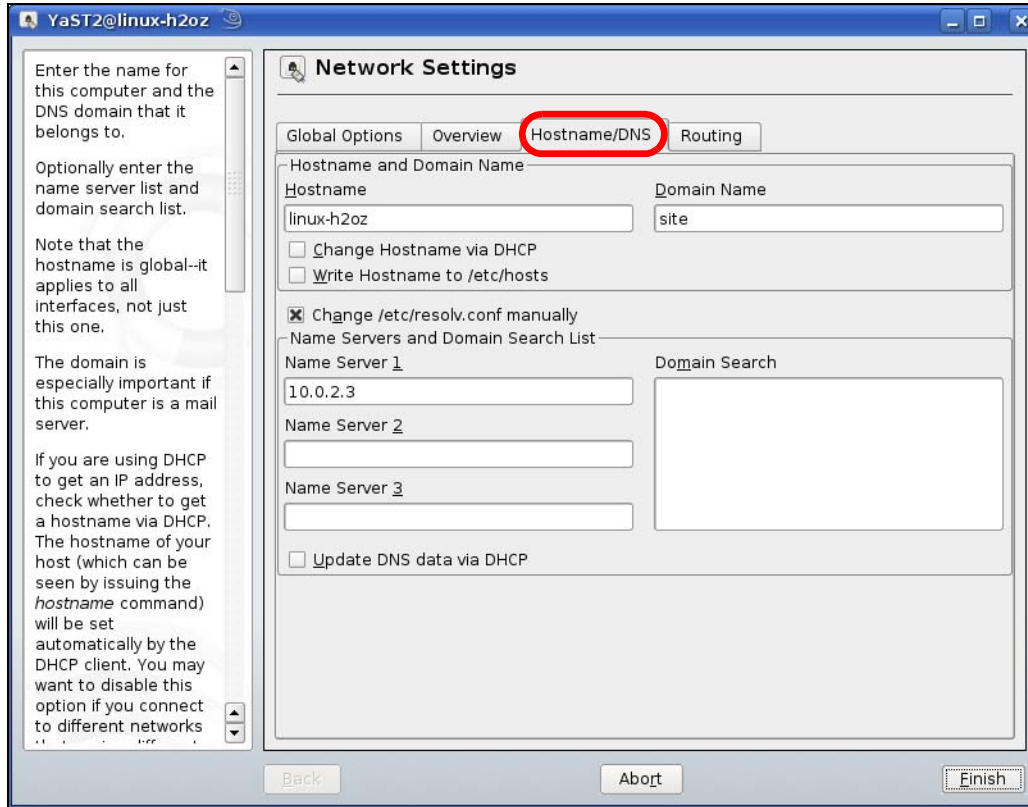 YaST2@linux-h2oz
Enter the name for
this computer and the
DNS domain that it
belongs to.
Optionally enter the
name server list and
domain search list.
Note that the
hostname is global--it
applies to all
interfaces, not just
this one.
The domain is
especially important if
this computer is a mail
server.
If you are using DHCP
to get an IP address,
check whether to get
a hostname via DHCP.
The hostname of your
host (which can be
seen by issuing the
hostname command)
will be set
automatically by the
DHCP client. You may
want to disable this
option if you connect
to different networks
Network Settings
Global Options
Overview
Hostname/DNS
Routing
Hostname and Domain Name
Hostname
Domain Name
linux-h2oz
site
Change Hostname via DHCP
Write Hostname to /etc/hosts
Change /etc/resolv.conf manually
Name Servers and Domain Search List
Name Server 1
Domain Search
10.0.2.3
Name Server 2
Name Server 3
Update DNS data via DHCP
Back
Abort
Finish